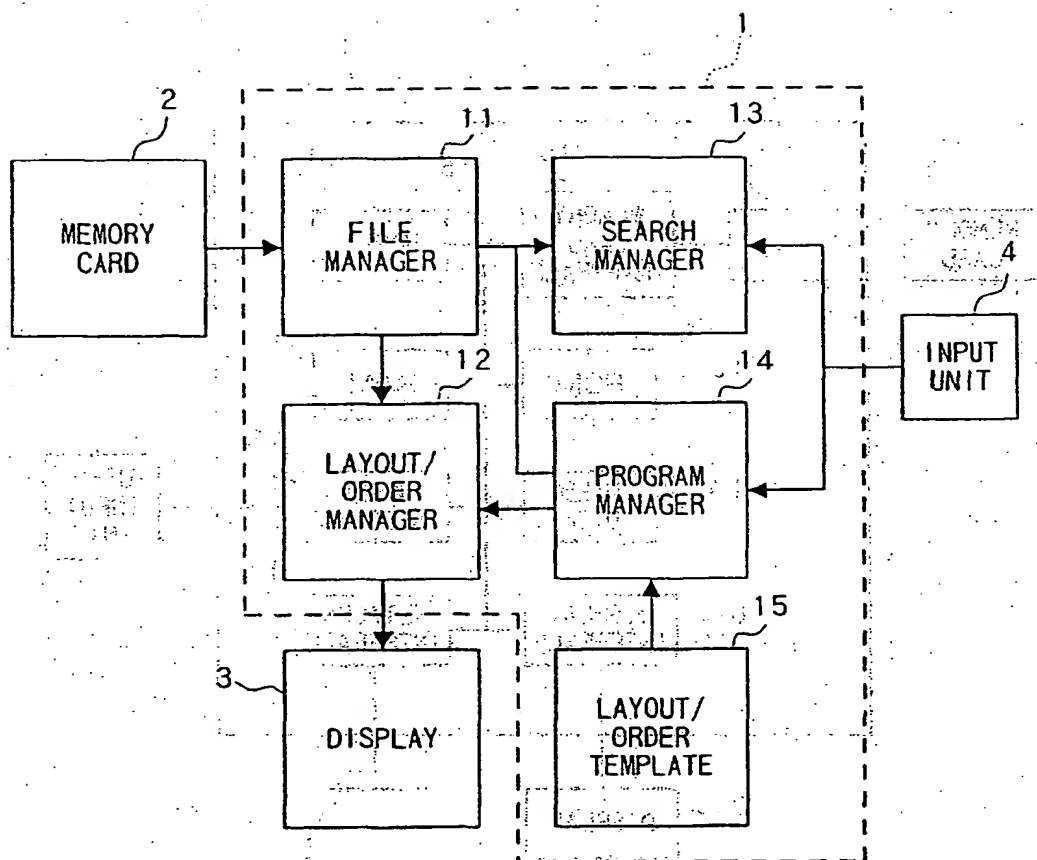 1
2
11
13
MEMORY
CARD
FILE
MANAGER
SEARCH
MANAGER
4
INPUT
UNIT
12
14
LAYOUT/
ORDER
MANAGER
PROGRAM
MANAGER
15
3
DISPLAY
LAYOUT/
ORDER
TEMPLATE